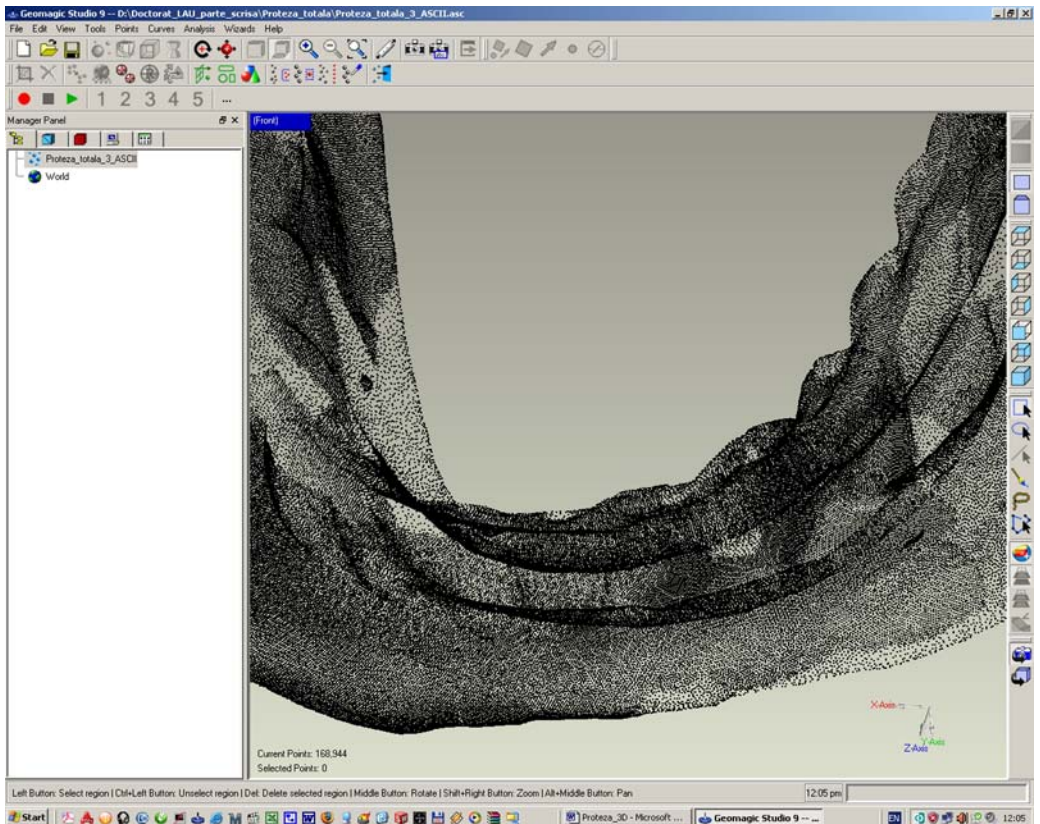 Geomagic Studio 9 -- D:\Doctorat_LAU_parte_scrisa\Proteza_totala\Proteza_totala_3_ASCII.asc
File Edit View Tools Points Curves Analysis Wizards Help
1 2 3 4 5 ...
Manager Panel
(Front)
Proteza_totala_3_ASCII
World
X-Axis
Y-Axis
Z-Axis
Current Points: 168,944
Selected Points: 0
Left Button: Select region | Ctrl+Left Button: Unselect region | Del: Delete selected region | Middle Button: Rotate | Shift+Right Button: Zoom | Alt+Middle Button: Pan
12:05 pm
Start
Proteza_3D - Microsoft ...
Geomagic Studio 9 -- ...
EN
12:05